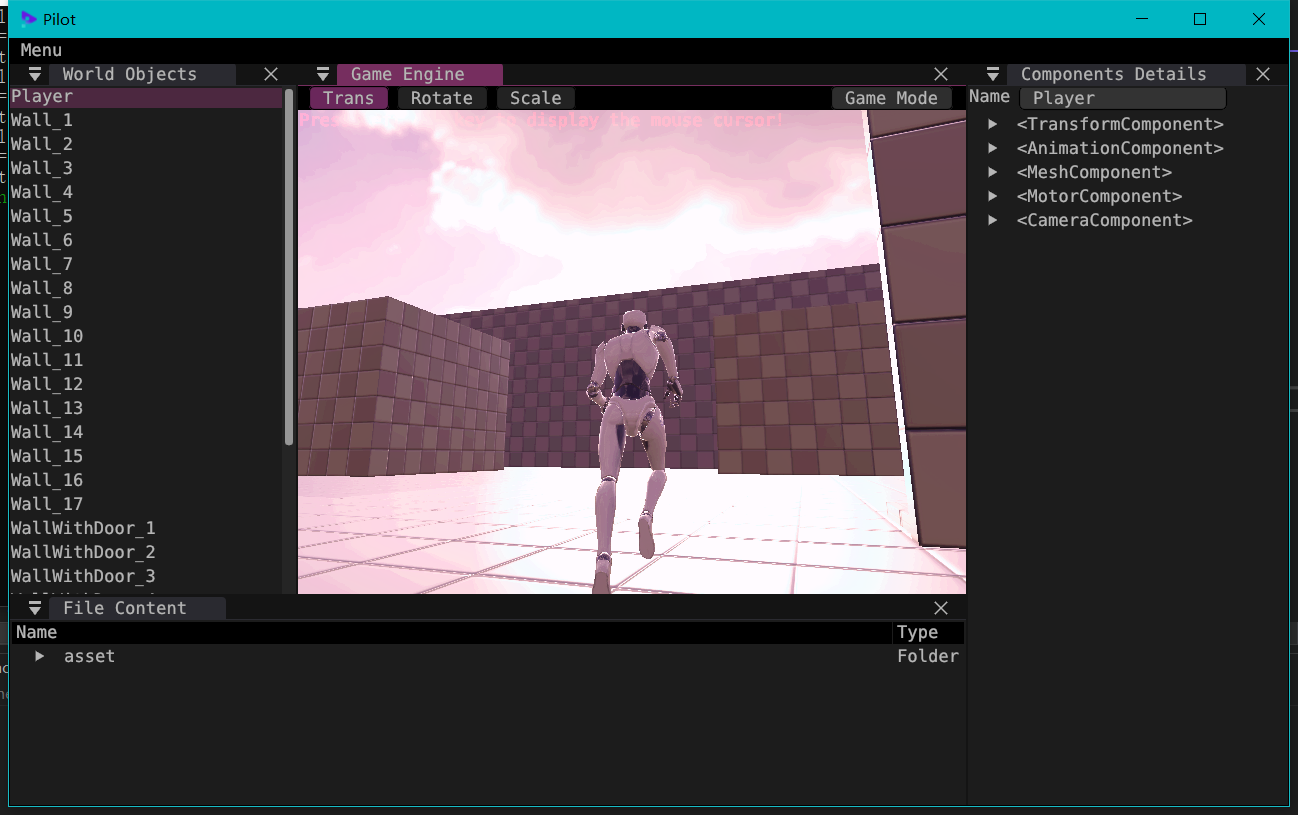 Pilot
Menu
World Objects
Player
Wall_1
Wall_2
Wall_3
Wall_4
Wall_5
Wall_6
Wall_7
Wall_8
Wall_9
Wall_10
Wall_11
Wall_12
Wall_13
Wall_14
Wall_15
Wall_16
Wall_17
WallWithDoor_1
WallWithDoor_2
WallWithDoor_3
Game Engine
Trans Rotate Scale Game Mode
to display the mouse cursor!
Components Details
Name Player
<TransformComponent>
<AnimationComponent>
<MeshComponent>
<MotorComponent>
<CameraComponent>
File Content
Name Type
asset Folder